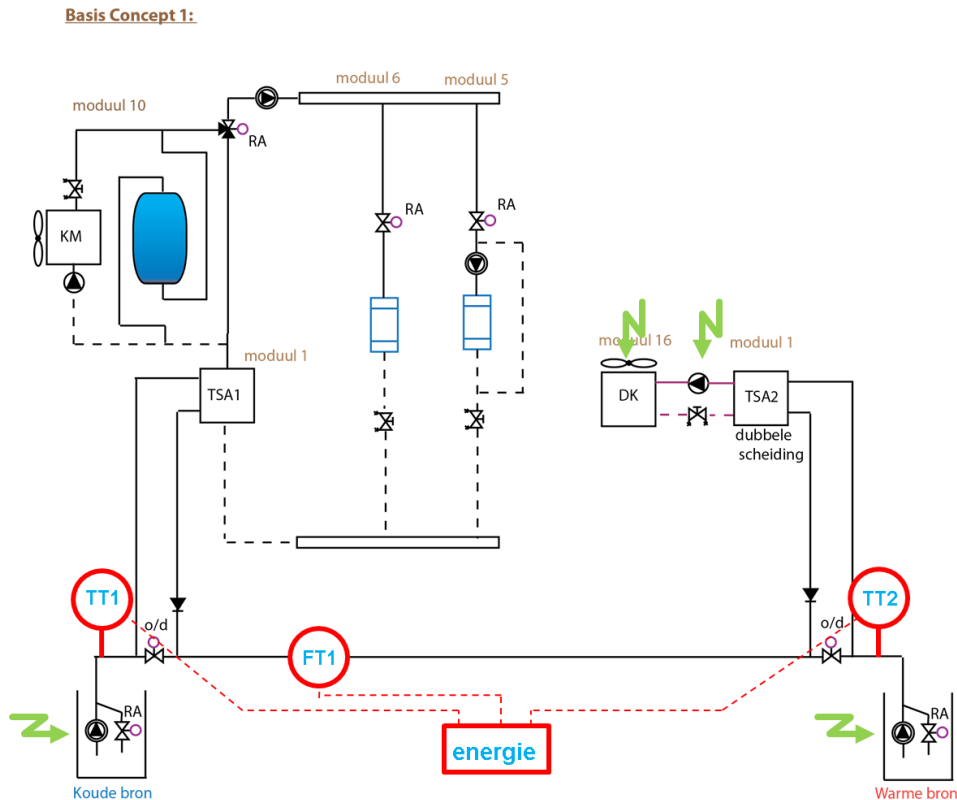 Basis Concept 1:
moduul 6
moduul 5
moduul 10
RA
RA
RA
KM
moduul 1
moduul 16
moduul 1
TSA1
DK
TSA2
dubbele
scheiding
TT1
TT2
o/d
o/d
FT1
RA
RA
energie
Koude bron
Warme bron